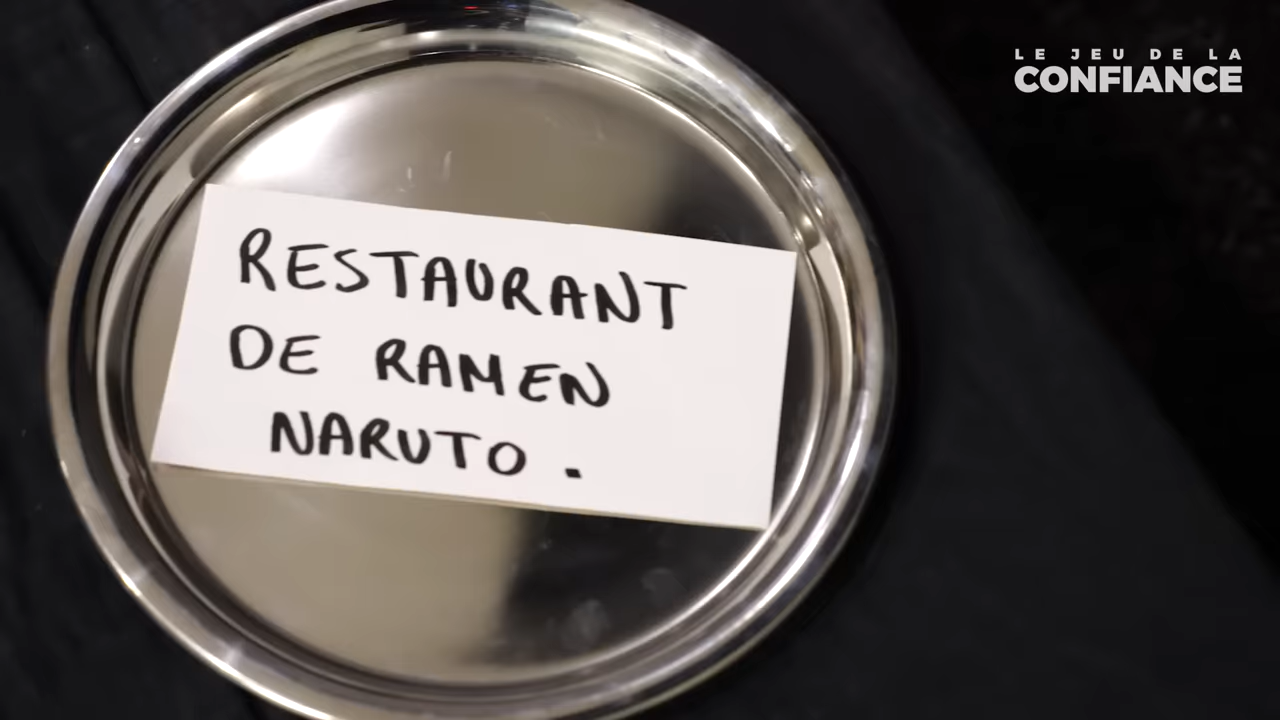 LE JEU DE LA
CONFIANCE
RESTAURANT
DE RAMEN
NARUTO.